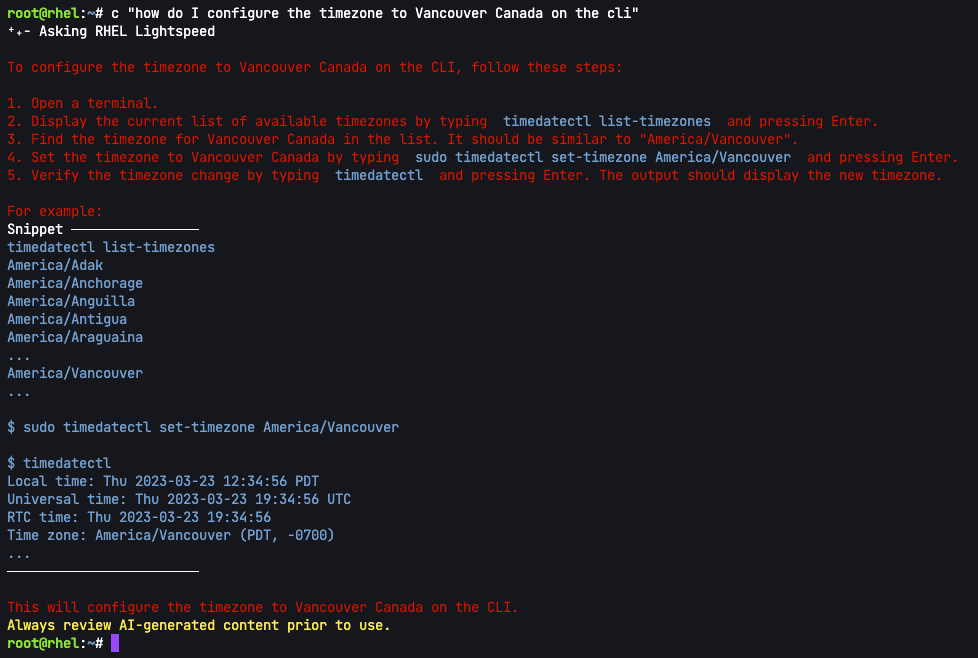 root@rhel:~# c "how do I configure the timezone to Vancouver Canada on the cli"
⁺₊- Asking RHEL Lightspeed
To configure the timezone to Vancouver Canada on the CLI, follow these steps:
1. Open a terminal.
2. Display the current list of available timezones by typing  timedatectl list-timezones  and pressing Enter.
3. Find the timezone for Vancouver Canada in the list. It should be similar to "America/Vancouver".
4. Set the timezone to Vancouver Canada by typing  sudo timedatectl set-timezone America/Vancouver  and pressing Enter.
5. Verify the timezone change by typing  timedatectl  and pressing Enter. The output should display the new timezone.
For example:
Snippet
timedatectl list-timezones
America/Adak
America/Anchorage
America/Anguilla
America/Antigua
America/Araguaina
...
America/Vancouver
...
$ sudo timedatectl set-timezone America/Vancouver
$ timedatectl
Local time: Thu 2023-03-23 12:34:56 PDT
Universal time: Thu 2023-03-23 19:34:56 UTC
RTC time: Thu 2023-03-23 19:34:56
Time zone: America/Vancouver (PDT, -0700)
...
This will configure the timezone to Vancouver Canada on the CLI.
Always review AI-generated content prior to use.
root@rhel:~#